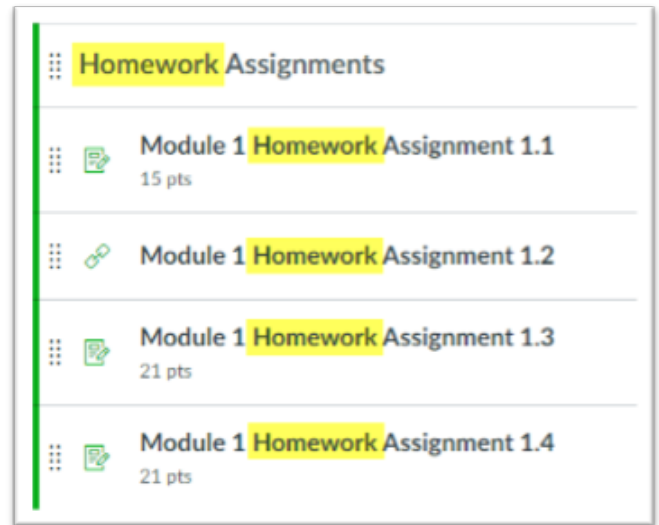 Homework Assignments
Module 1 Homework Assignment 1.1
15 pts
Module 1 Homework Assignment 1.2
Module 1 Homework Assignment 1.3
21 pts
Module 1 Homework Assignment 1.4
21 pts